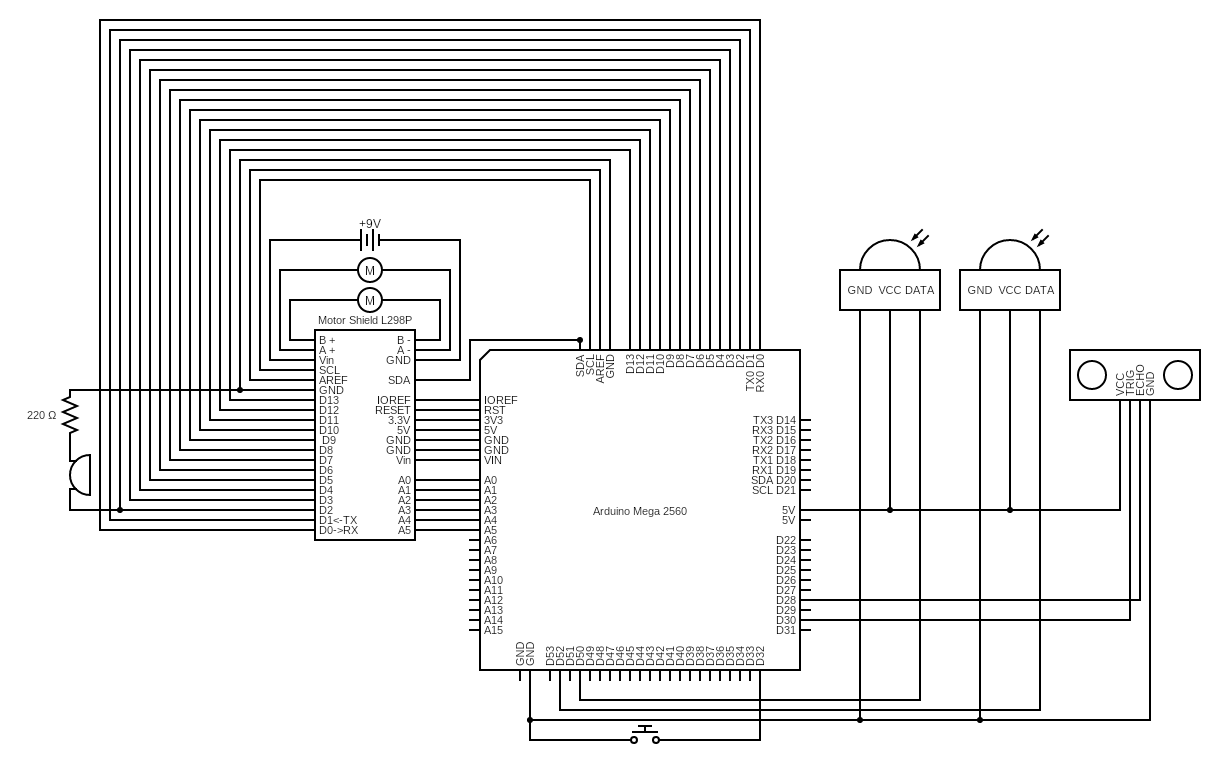 +9V
M
M
Motor Shield L298P
B + B -
A + A -
Vin GND
SCL
AREF SDA
GND
D13 IOREF
D12 RESET
D11 3.3V
D10 5V
D9 GND
D8 GND
D7 Vin
D6
D5 A0
D4 A1
D3 A2
D2 A3
D1<-TX A4
D0->RX A5
220 Ω
SDA
SCL
AREF
GND
D13
D12
D11
D10
D9
D8
D7
D6
D5
D4
D3
D2
TX0 D1
RX0 D0
IOREF
RST
3V3
5V
GND
GND
VIN
A0
A1
A2
A3
A4
A5
A6
A7
A8
A9
A10
A11
A12
A13
A14
A15
Arduino Mega 2560
TX3 D14
RX3 D15
TX2 D16
RX2 D17
TX1 D18
RX1 D19
SDA D20
SCL D21
5V
5V
D22
D23
D24
D25
D26
D27
D28
D29
D30
D31
GND
GND
D53
D52
D51
D50
D49
D48
D47
D46
D45
D44
D43
D42
D41
D40
D39
D38
D37
D36
D35
D34
D33
D32
GND VCC DATA
GND VCC DATA
VCC
TRIG
ECHO
GND